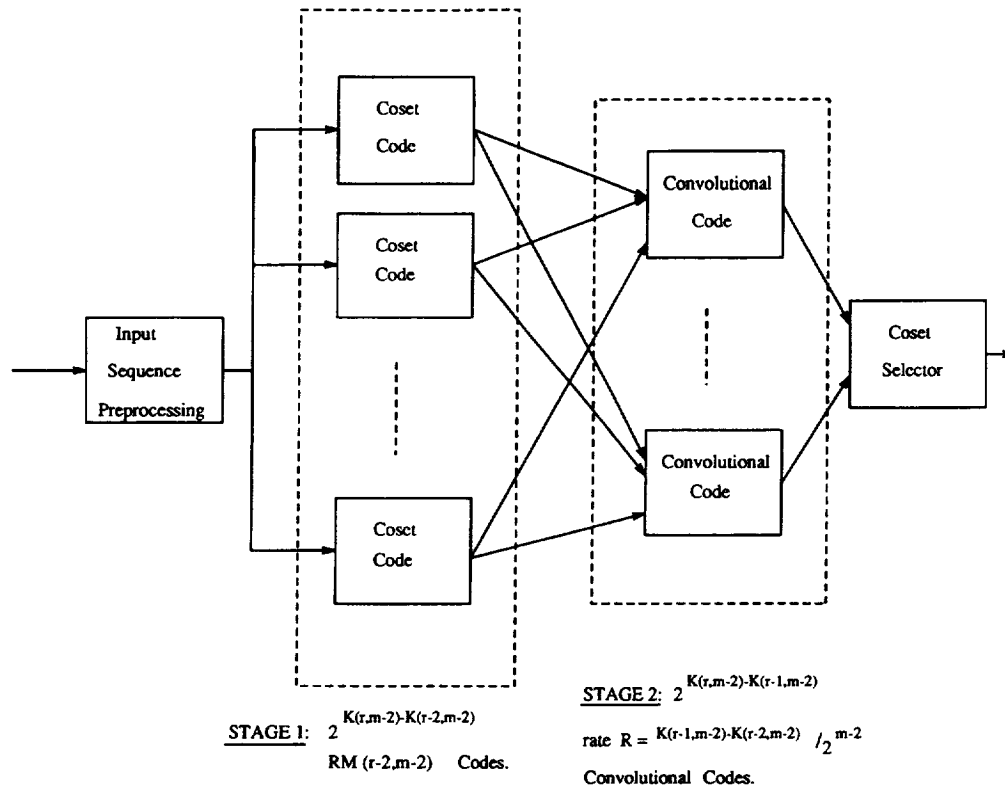 Coset
Code
Coset
Code
Coset
Code
Input
Sequence
Preprocessing
Convolutional
Code
Convolutional
Code
Coset
Selector
STAGE 1: 2 K(r,m-2)-K(r-2,m-2)
RM (r-2,m-2) Codes.
STAGE 2: 2 K(r,m-2)-K(r-1,m-2)
rate R = K(r-1,m-2)-K(r-2,m-2) /2 m-2
Convolutional Codes.